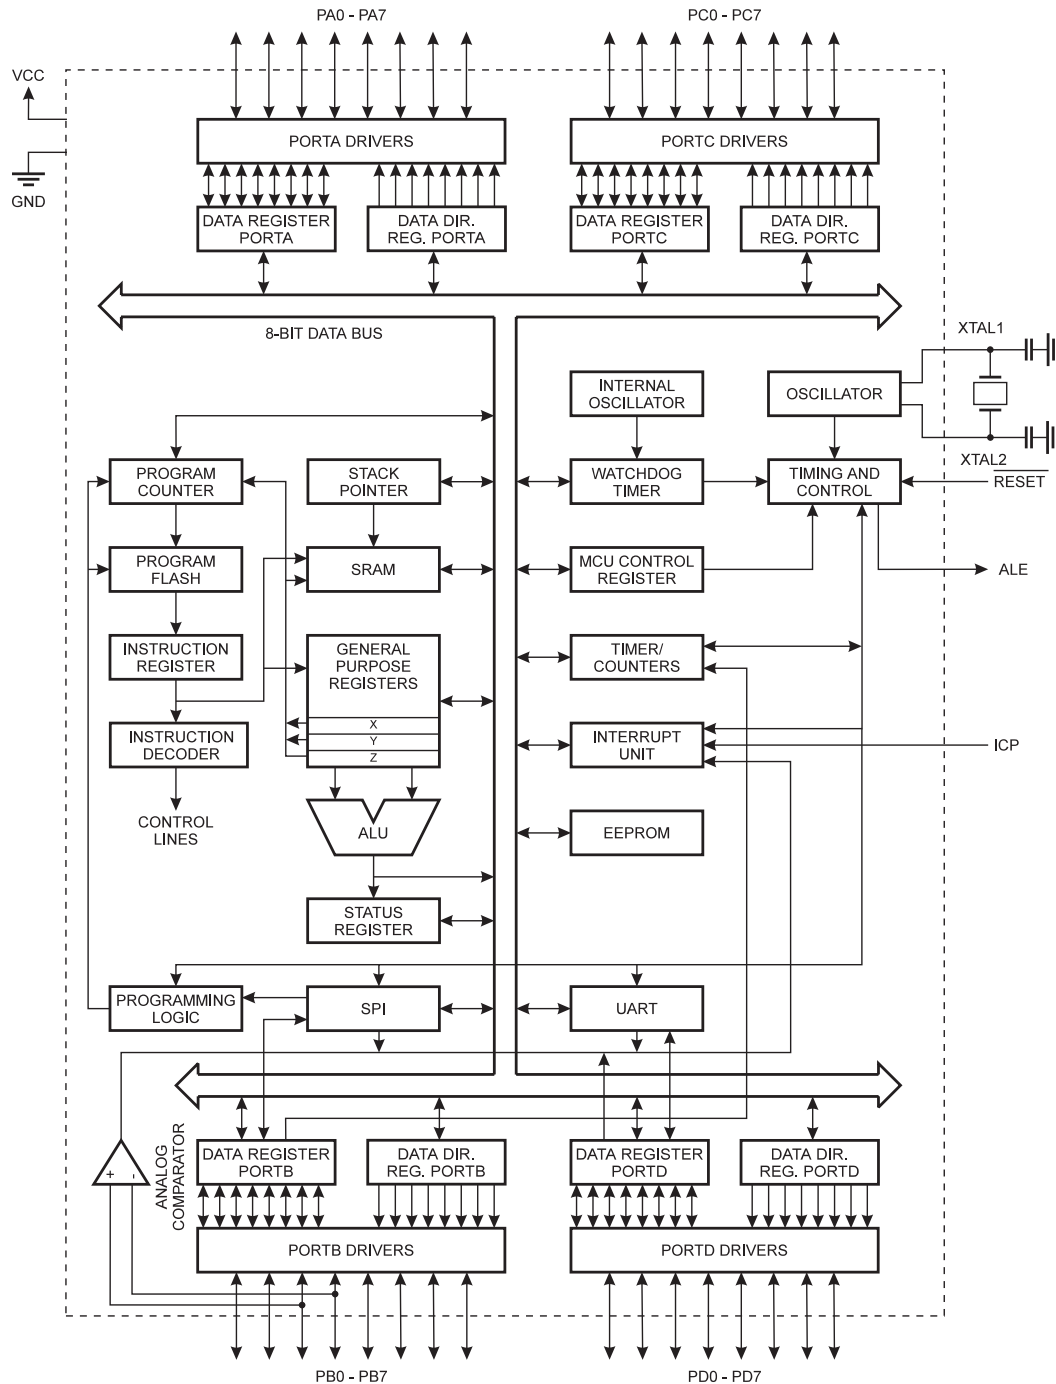 PA0 - PA7
PC0 - PC7
VCC
GND
PORTA DRIVERS
PORTC DRIVERS
DATA REGISTER
PORTA
DATA DIR.
REG. PORTA
DATA REGISTER
PORTC
DATA DIR.
REG. PORTC
8-BIT DATA BUS
XTAL1
INTERNAL
OSCILLATOR
OSCILLATOR
XTAL2
PROGRAM
COUNTER
STACK
POINTER
WATCHDOG
TIMER
TIMING AND
CONTROL
RESET
PROGRAM
FLASH
SRAM
MCU CONTROL
REGISTER
ALE
INSTRUCTION
REGISTER
GENERAL
PURPOSE
REGISTERS
X
Y
Z
TIMER/
COUNTERS
INSTRUCTION
DECODER
INTERRUPT
UNIT
ICP
CONTROL
LINES
ALU
EEPROM
STATUS
REGISTER
PROGRAMMING
LOGIC
SPI
UART
ANALOG
COMPARATOR
+
-
DATA REGISTER
PORTB
DATA DIR.
REG. PORTB
DATA REGISTER
PORTD
DATA DIR.
REG. PORTD
PORTB DRIVERS
PORTD DRIVERS
PB0 - PB7
PD0 - PD7